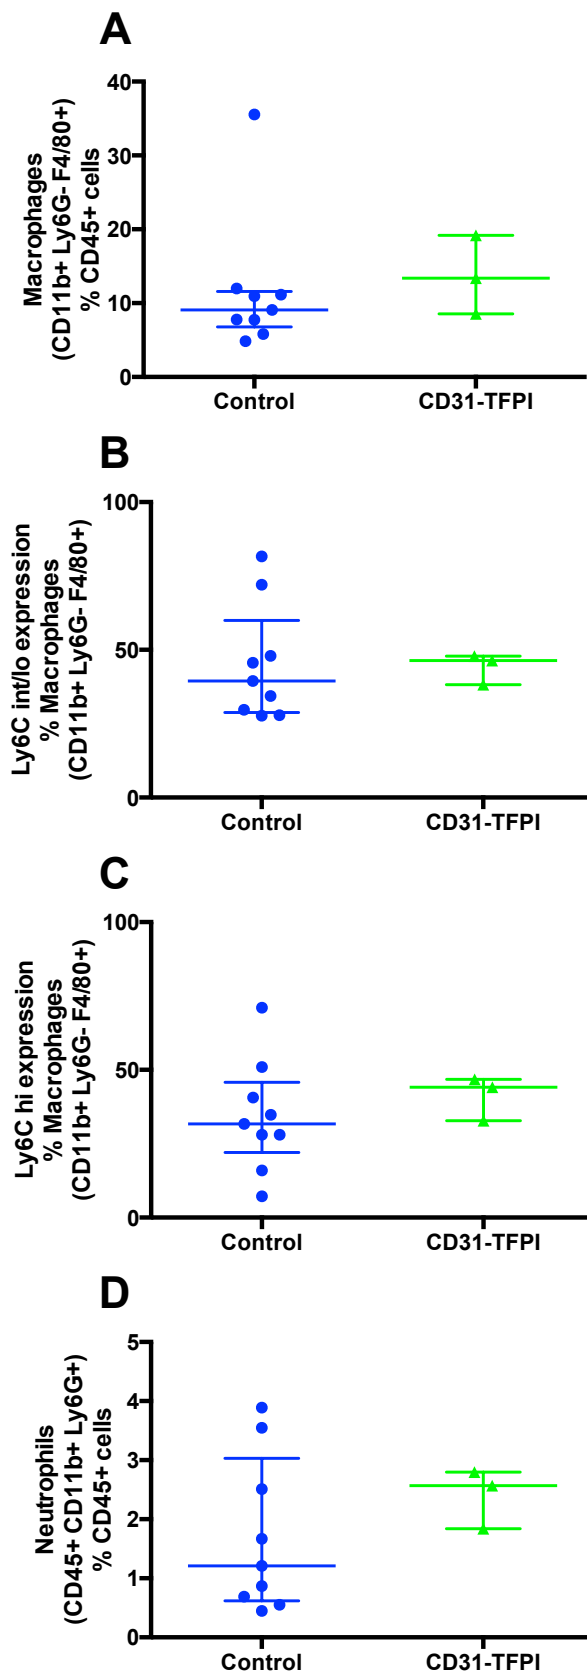 A
Macrophages
(CD11b+ Ly6G- F4/80+)
% CD45+ cells
40
30
20
10
0
Control
CD31-TFPI
B
Ly6C int/lo expression
% Macrophages
(CD11b+ Ly6G- F4/80+)
100
50
0
Control
CD31-TFPI
C
Ly6C hi expression
% Macrophages
(CD11b+ Ly6G- F4/80+)
100
50
0
Control
CD31-TFPI
D
Neutrophils
(CD45+ CD11b+ Ly6G+)
% CD45+ cells
5
4
3
2
1
0
Control
CD31-TFPI